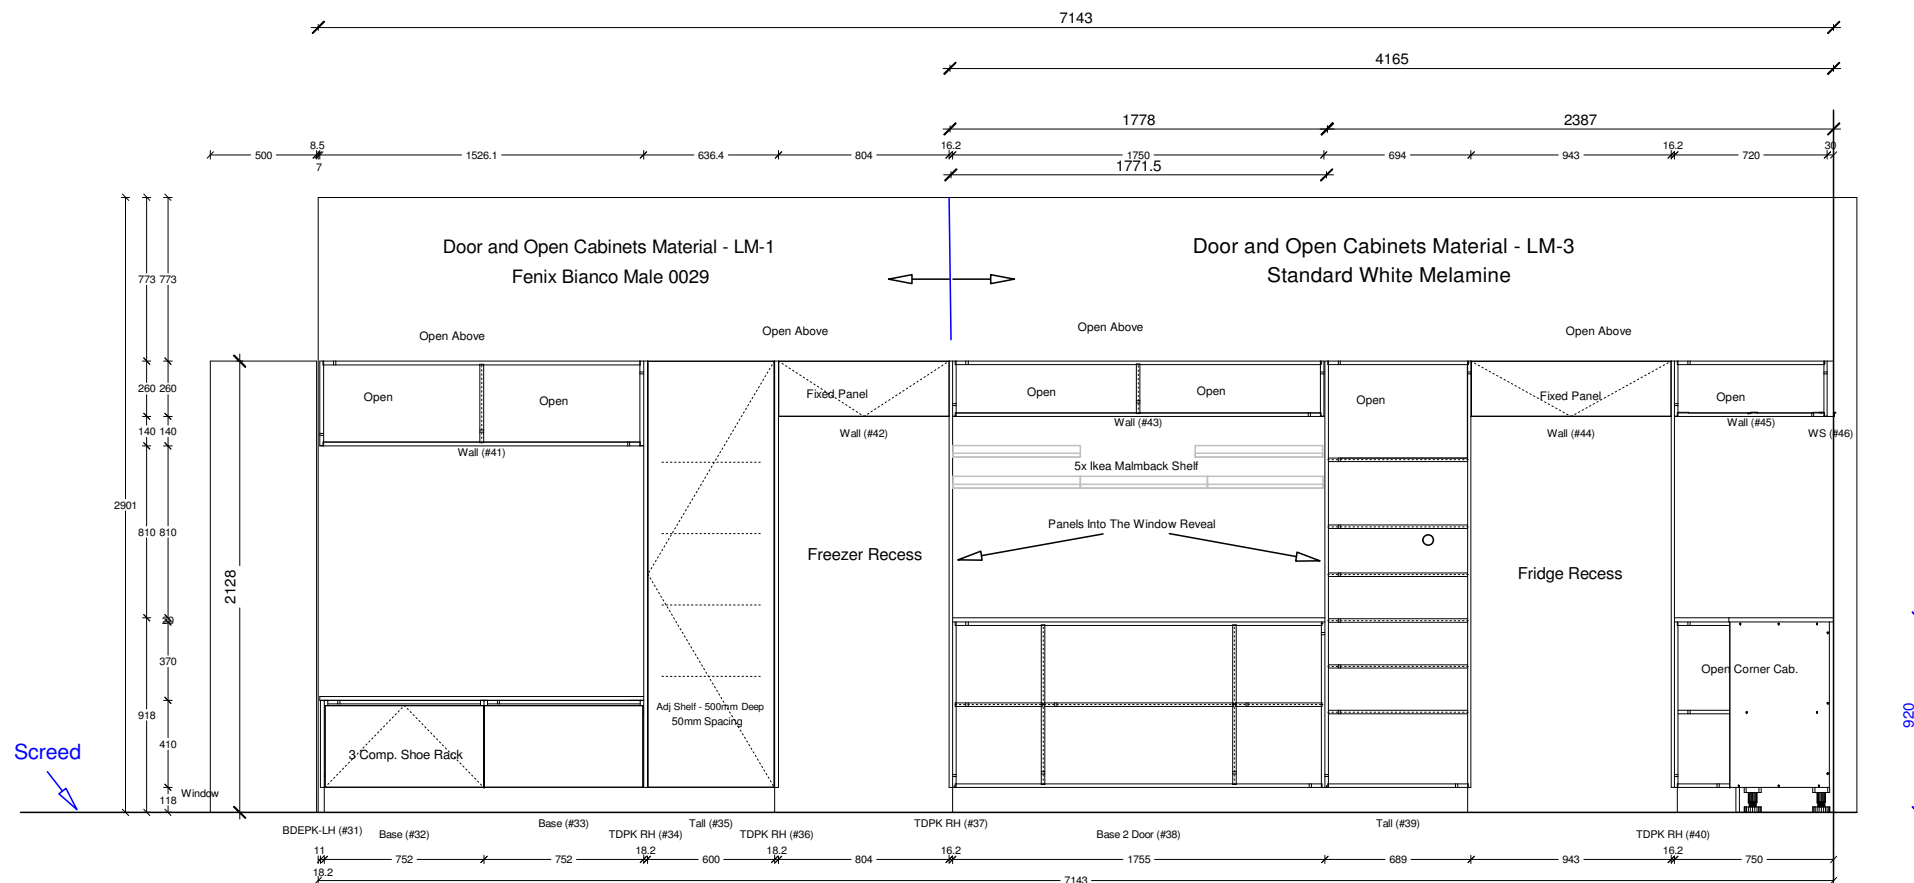 7143
4165
1778
2387
8.5
16.2
16.2
500
1526.1
636.4
804
1750
694
943
720
30
7
1771.5
Door and Open Cabinets Material - LM-1
Fenix Bianco Male 0029
Door and Open Cabinets Material - LM-3
Standard White Melamine
773
773
Open Above
Open Above
Open Above
Open Above
260
260
Open
Open
Fixed Panel
Open
Open
Open
Fixed Panel
Open
140
140
Wall (#41)
Wall (#42)
Wall (#43)
Wall (#44)
Wall (#45)
WS (#46)
5x Ikea Malmback Shelf
2901
810
810
Panels Into The Window Reveal
Freezer Recess
Fridge Recess
2128
370
Open Corner Cab.
918
Adj Shelf - 500mm Deep
50mm Spacing
920
410
3 Comp. Shoe Rack
Screed
118
Window
BDEPK-LH (#31)
Base (#32)
Base (#33)
TDPK RH (#34)
Tall (#35)
TDPK RH (#36)
TDPK RH (#37)
Base 2 Door (#38)
Tall (#39)
TDPK RH (#40)
11
18.2
18.2
16.2
16.2
752
752
600
804
1755
689
943
750
18.2
7143